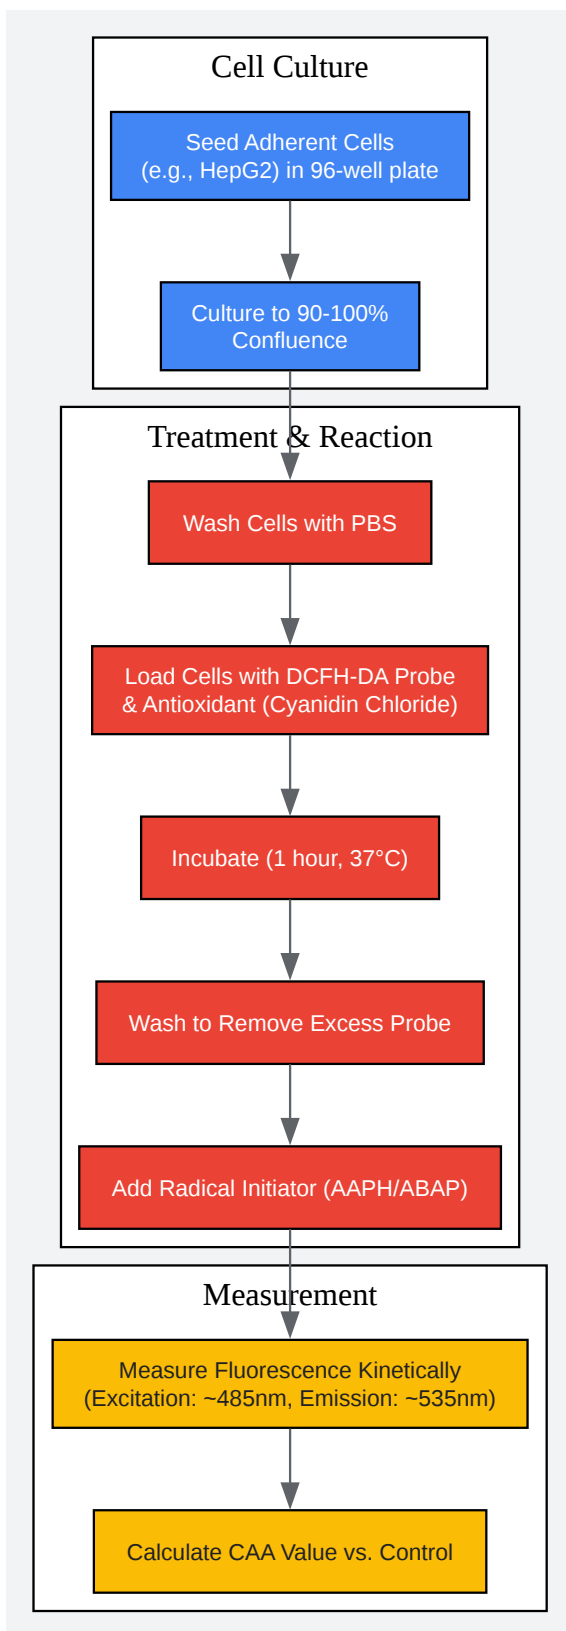 Cell Culture
Seed Adherent Cells
(e.g., HepG2) in 96-well plate
Culture to 90-100%
Confluence
Treatment & Reaction
Wash Cells with PBS
Load Cells with DCFH-DA Probe
& Antioxidant (Cyanidin Chloride)
Incubate (1 hour, 37°C)
Wash to Remove Excess Probe
Add Radical Initiator (AAPH/ABAP)
Measurement
Measure Fluorescence Kinetically
(Excitation: ~485nm, Emission: ~535nm)
Calculate CAA Value vs. Control